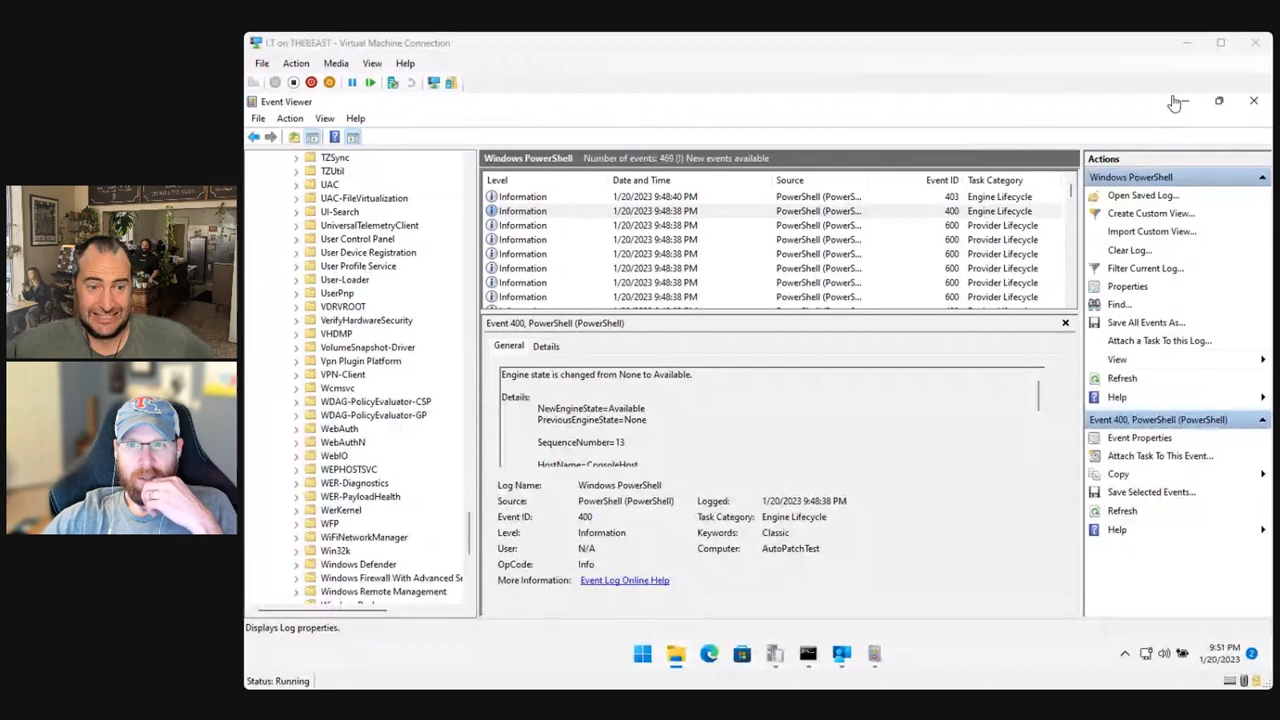 I.T on THEBEAST - Virtual Machine Connection
File Action Media View Help
Event Viewer
File Action View Help
TZSync
TZUtil
UAC
UAC-FileVirtualization
UI-Search
UniversalTelemetryClient
User Control Panel
User Device Registration
User Profile Service
User-Loader
UserPnp
VDRVROOT
VerifyHardwareSecurity
VHDMP
VolumeSnapshot-Driver
Vpn Plugin Platform
VPN-Client
Wcmsvc
WDAG-PolicyEvaluator-CSP
WDAG-PolicyEvaluator-GP
WebAuth
WebAuthN
WebIO
WEPHOSTSVC
WER-Diagnostics
WER-PayloadHealth
WerKernel
WFP
WiFiNetworkManager
Win32k
Windows Defender
Windows Firewall With Advanced Se
Windows Remote Management
Windows PowerShell Number of events: 469 (!) New events available
Level Date and Time Source Event ID Task Category
Information 1/20/2023 9:48:40 PM PowerShell (PowerS... 403 Engine Lifecycle
Information 1/20/2023 9:48:38 PM PowerShell (PowerS... 400 Engine Lifecycle
Information 1/20/2023 9:48:38 PM PowerShell (PowerS... 600 Provider Lifecycle
Information 1/20/2023 9:48:38 PM PowerShell (PowerS... 600 Provider Lifecycle
Information 1/20/2023 9:48:38 PM PowerShell (PowerS... 600 Provider Lifecycle
Information 1/20/2023 9:48:38 PM PowerShell (PowerS... 600 Provider Lifecycle
Information 1/20/2023 9:48:38 PM PowerShell (PowerS... 600 Provider Lifecycle
Information 1/20/2023 9:48:38 PM PowerShell (PowerS... 600 Provider Lifecycle
Event 400, PowerShell (PowerShell)
General Details
Engine state is changed from None to Available.
Details:
NewEngineState=Available
PreviousEngineState=None
SequenceNumber=13
HostName=ConsoleHost
Log Name: Windows PowerShell
Source: PowerShell (PowerShell) Logged: 1/20/2023 9:48:38 PM
Event ID: 400 Task Category: Engine Lifecycle
Level: Information Keywords: Classic
User: N/A Computer: AutoPatchTest
OpCode: Info
More Information: Event Log Online Help
Actions
Windows PowerShell
Open Saved Log...
Create Custom View...
Import Custom View...
Clear Log...
Filter Current Log...
Properties
Find...
Save All Events As...
Attach a Task To this Log...
View
Refresh
Help
Event 400, PowerShell (PowerShell)
Event Properties
Attach Task To This Event...
Copy
Save Selected Events...
Refresh
Help
Displays Log properties.
9:51 PM
1/20/2023
2
Status: Running